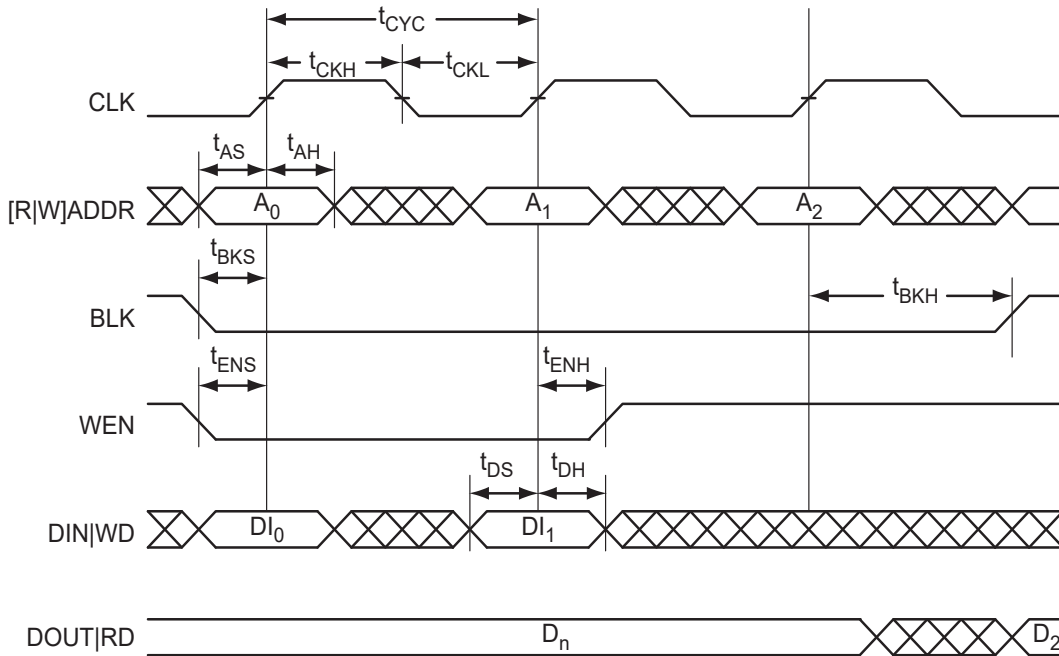 tCYC
tCKH tCKL
CLK
tAS tAH
[R|W]ADDR A0 A1 A2
tBKS tBKH
BLK
tENS tENH
WEN
tDS tDH
DIN|WD DI0 DI1
DOUT|RD Dn D2